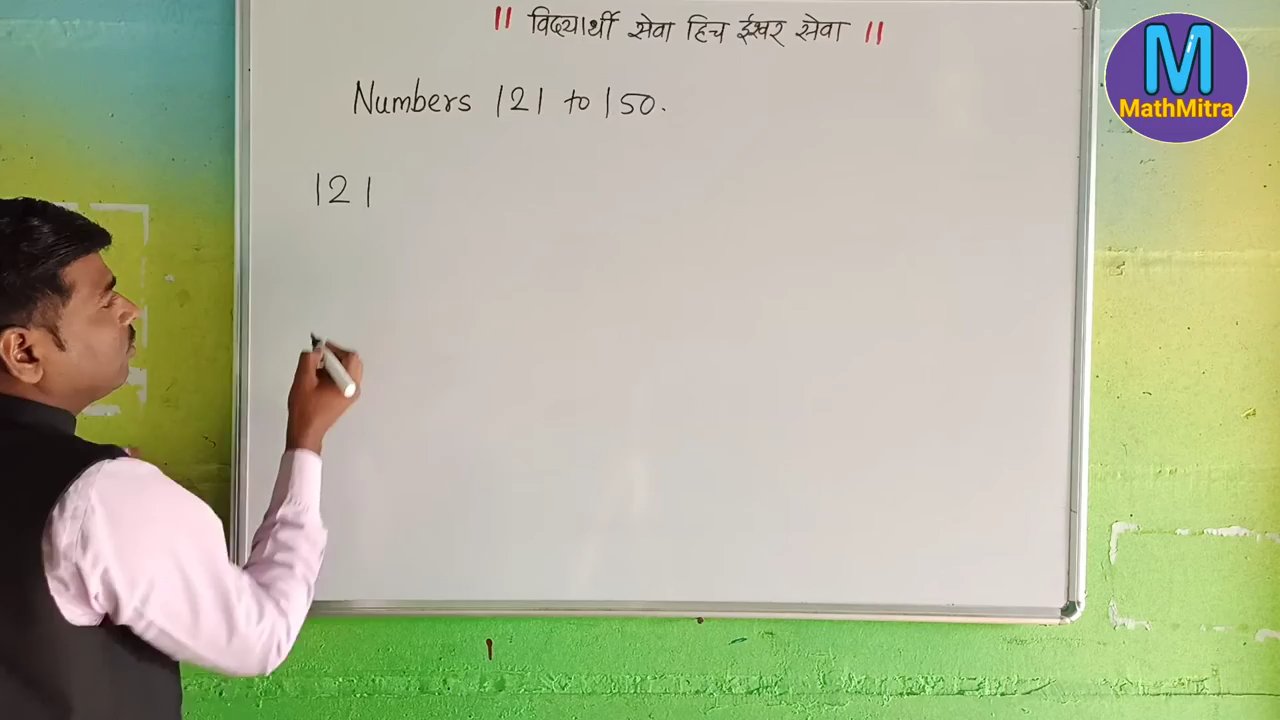 || विद्यार्थी सेवा हिच ईश्वर सेवा ||
M
MathMitra
Numbers 121 to 150.
121